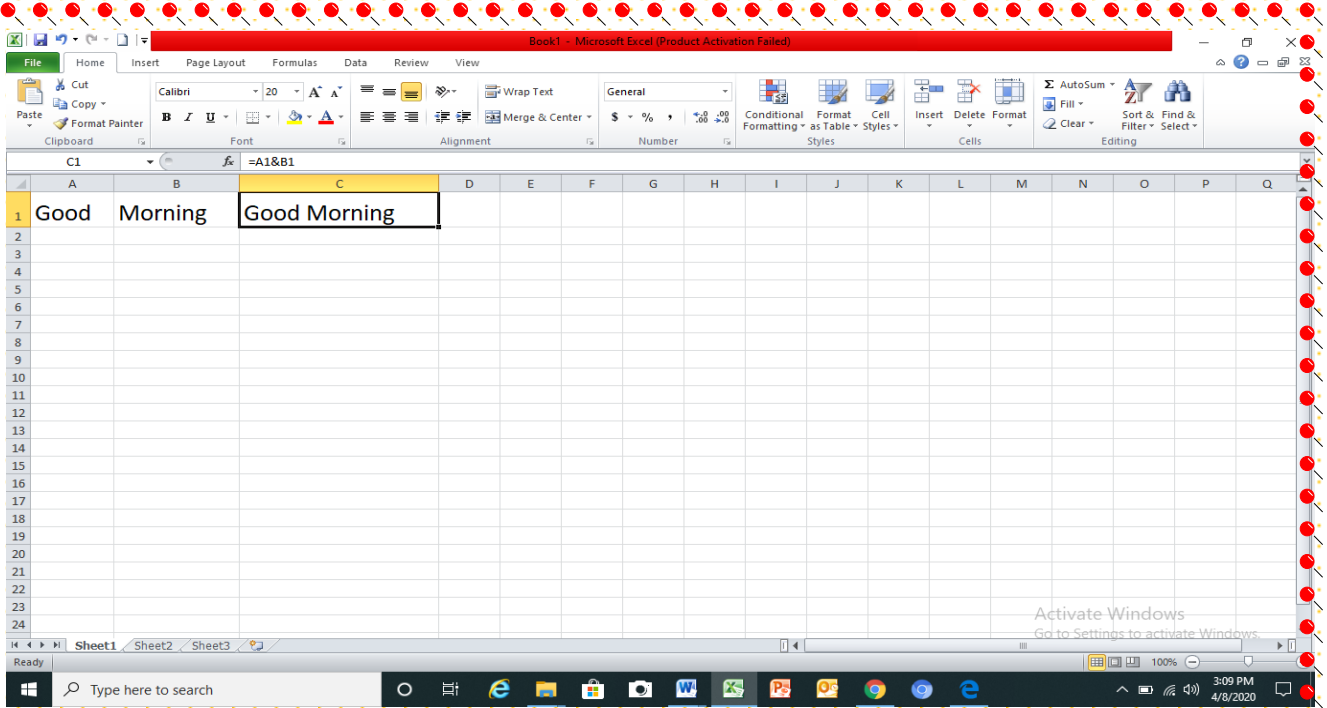 Book1 - Microsoft Excel (Product Activation Failed)
File Home Insert Page Layout Formulas Data Review View
Cut
Copy
Format Painter
Paste
Clipboard
Calibri 20 A A
B I U A
Font
Wrap Text
Merge & Center
Alignment
General
$ % ,
.00 .00
Number
Conditional Formatting
Format as Table
Cell Styles
Styles
Insert Delete Format
Cells
Σ AutoSum
Fill
Clear
Sort & Filter
Find & Select
Editing
C1 fx =A1&B1
A B C D E F G H I J K L M N O P Q
1 Good Morning Good Morning
2
3
4
5
6
7
8
9
10
11
12
13
14
15
16
17
18
19
20
21
22
23
24
Activate Windows
Go to Settings to activate Windows.
Sheet1 Sheet2 Sheet3
Ready 100%
Type here to search
3:09 PM
4/8/2020